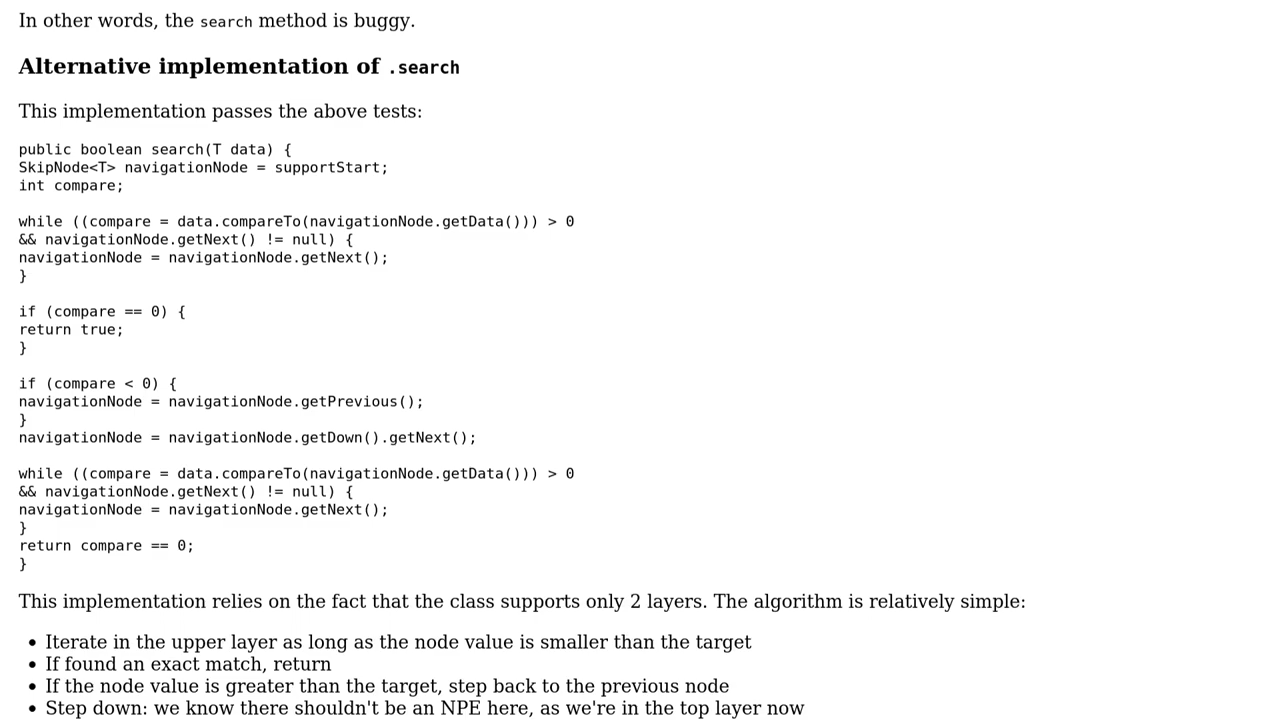 In other words, the search method is buggy.
Alternative implementation of .search
This implementation passes the above tests:
public boolean search(T data) {
SkipNode<T> navigationNode = supportStart;
int compare;
while ((compare = data.compareTo(navigationNode.getData())) > 0
&& navigationNode.getNext() != null) {
navigationNode = navigationNode.getNext();
}
if (compare == 0) {
return true;
}
if (compare < 0) {
navigationNode = navigationNode.getPrevious();
}
navigationNode = navigationNode.getDown().getNext();
while ((compare = data.compareTo(navigationNode.getData())) > 0
&& navigationNode.getNext() != null) {
navigationNode = navigationNode.getNext();
}
return compare == 0;
}
This implementation relies on the fact that the class supports only 2 layers. The algorithm is relatively simple:
• Iterate in the upper layer as long as the node value is smaller than the target
• If found an exact match, return
• If the node value is greater than the target, step back to the previous node
• Step down: we know there shouldn't be an NPE here, as we're in the top layer now